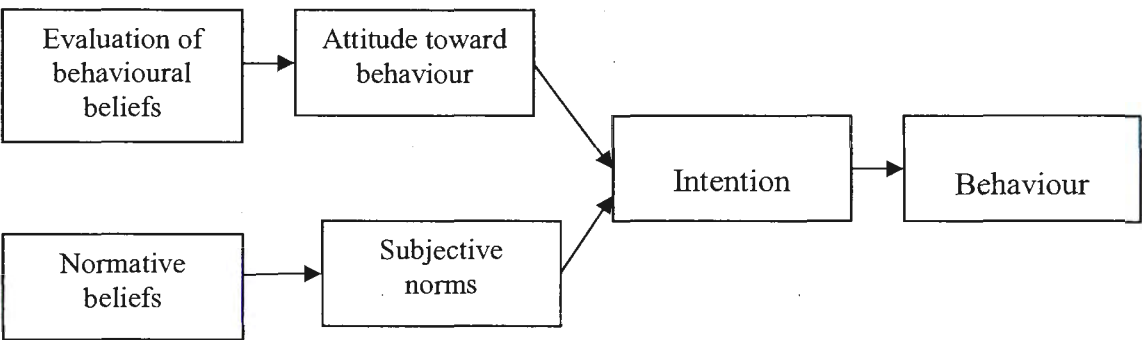 Evaluation of
behavioural
beliefs
Attitude toward
behaviour
Normative
beliefs
Subjective
norms
Intention
Behaviour